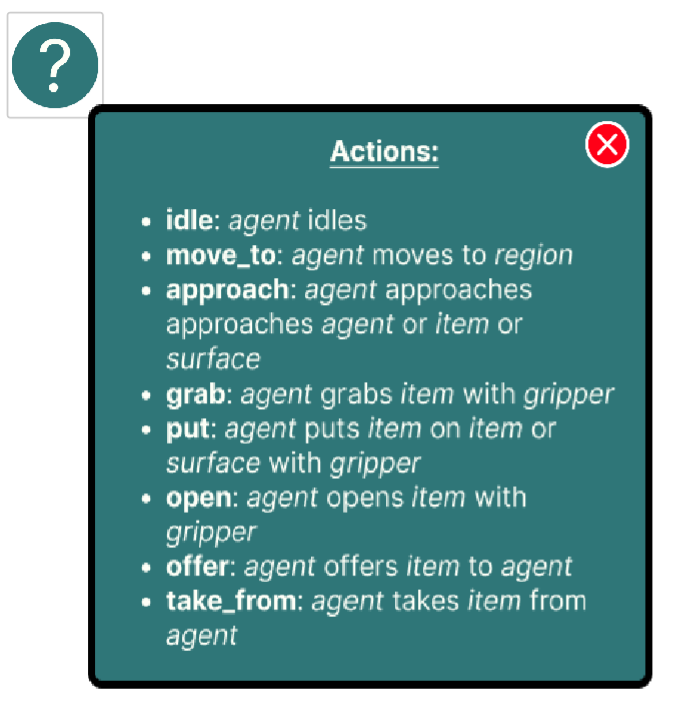 ?
Actions:
• idle: agent idles
• move_to: agent moves to region
• approach: agent approaches
approaches agent or item or
surface
• grab: agent grabs item with gripper
• put: agent puts item on item or
surface with gripper
• open: agent opens item with
gripper
• offer: agent offers item to agent
• take_from: agent takes item from
agent